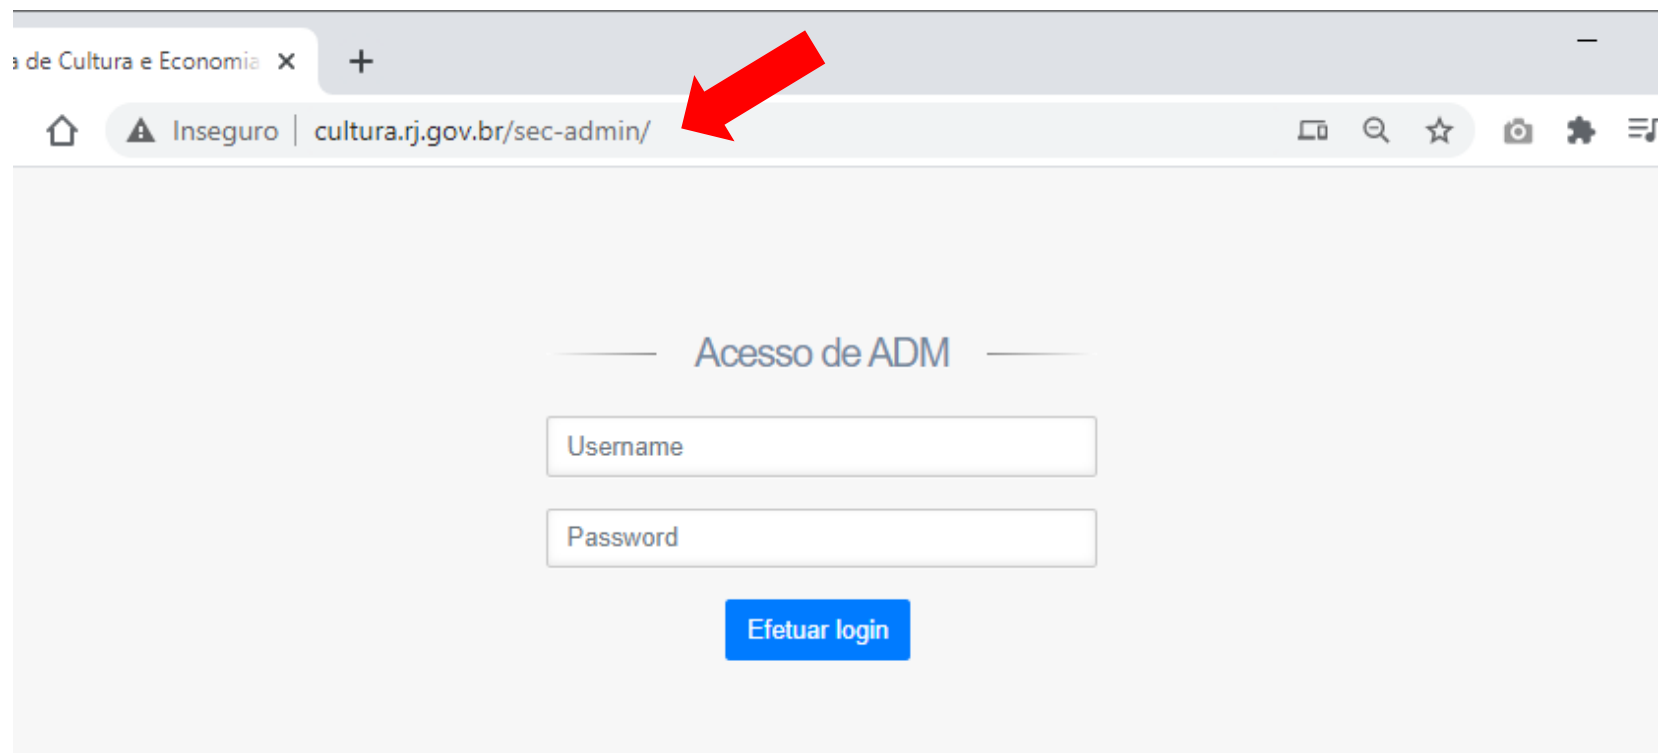 a de Cultura e Economia
Inseguro cultura.rj.gov.br/sec-admin/
Acesso de ADM
Username
Password
Efetuar login